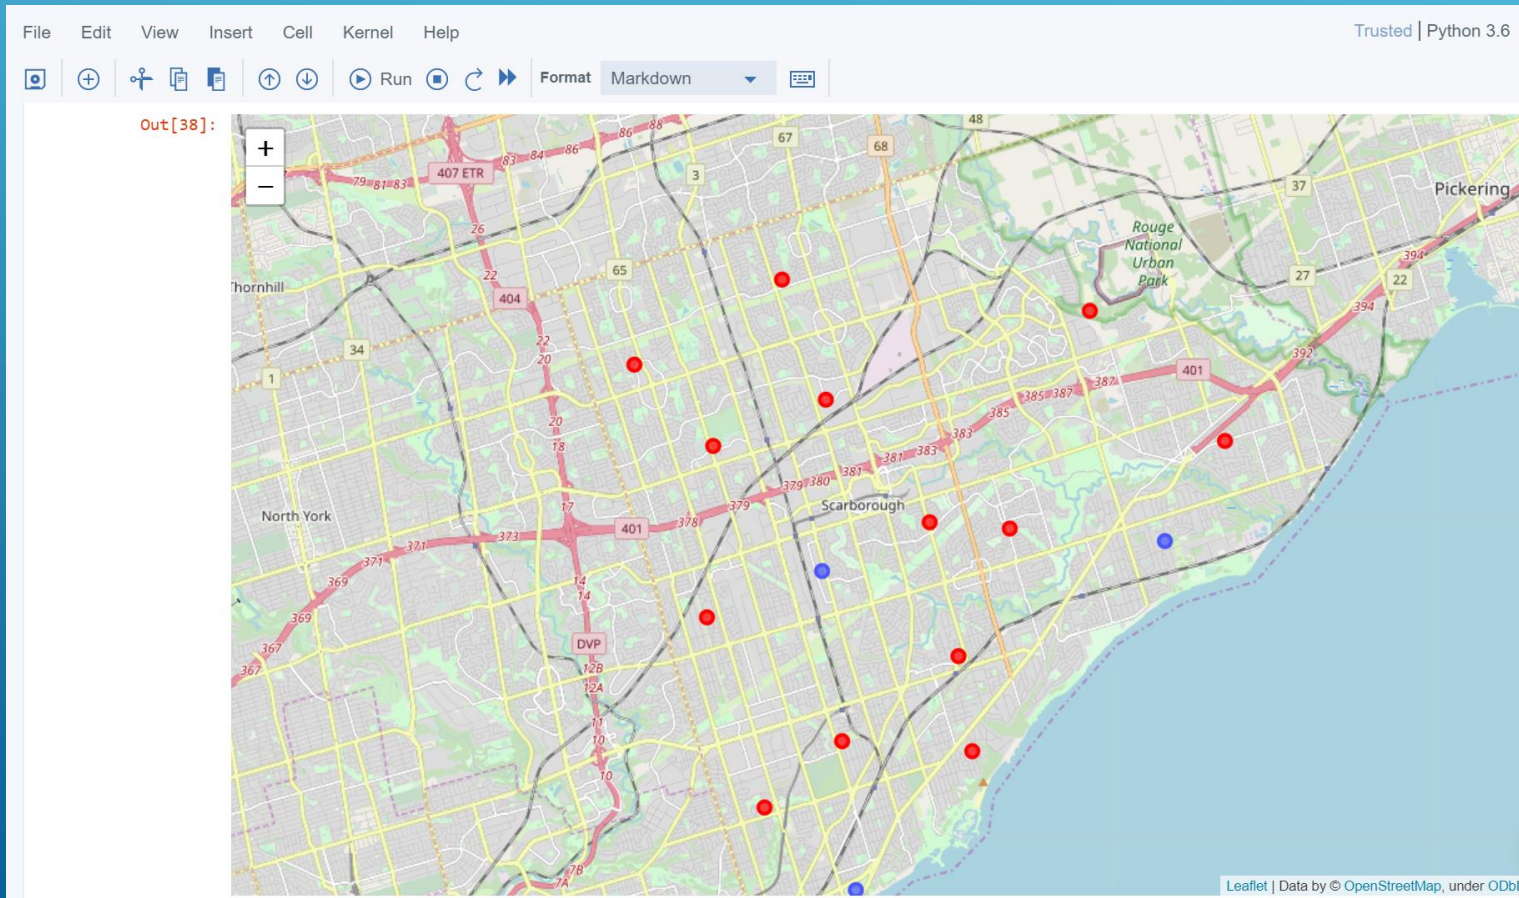 File Edit View Insert Cell Kernel Help
Trusted | Python 3.6
Run Format Markdown
Out[38]:
+
−
48
88
86
67
68
86
84
83
407 ETR
3
79 81 83
37
Pickering
26
Rouge
National
Urban
Park
394
65
22
27
22
Thornhill
404
394
22
34
20
392
1
401
387
385 387
385
20
383
18
383
381
381
379 380
Scarborough
379
17
North York
378
401
373
371
371
14
369
14
369
DVP
367
367
12B
12A
11
10
10
7B
7A
Leaflet | Data by © OpenStreetMap, under ODbL